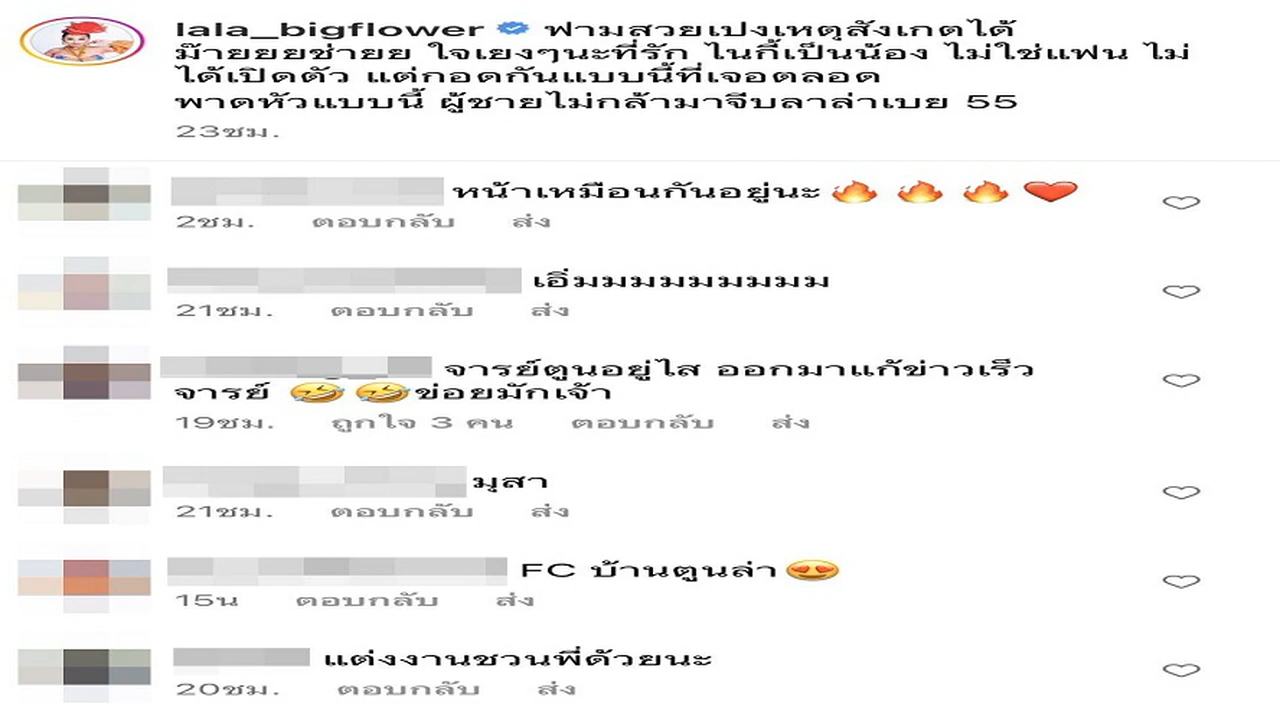 lala_bigflower ฟามสวยเปงเหตุสังเกตได้
ม๊ายยยช่ายย ใจเยงๆนะที่รัก ไนกี้เป็นน้อง ไม่ใช่แฟน ไม่
ได้เปิดตัว แต่กอดกันแบบนี้ที่เจอตลอด
พาดหัวแบบนี้ ผู้ชายไม่กล้ามาจีบลาล่าเบย 55
23ชม.
หน้าเหมือนกันอยู่นะ🔥🔥🔥❤️
2ชม. ตอบกลับ ส่ง
เอิ่มมมมมมมมมม
21ชม. ตอบกลับ ส่ง
จารย์ตูนอยู่ไส ออกมาแก้ข่าวเร็ว
จารย์ 🤣🤣ข่อยมักเจ้า
19ชม. ถูกใจ 3 คน ตอบกลับ ส่ง
มุสา
21ชม. ตอบกลับ ส่ง
FC บ้านตูนล่า😍
15น ตอบกลับ ส่ง
แต่งงานชวนพี่ด้วยนะ
20ชม. ตอบกลับ ส่ง